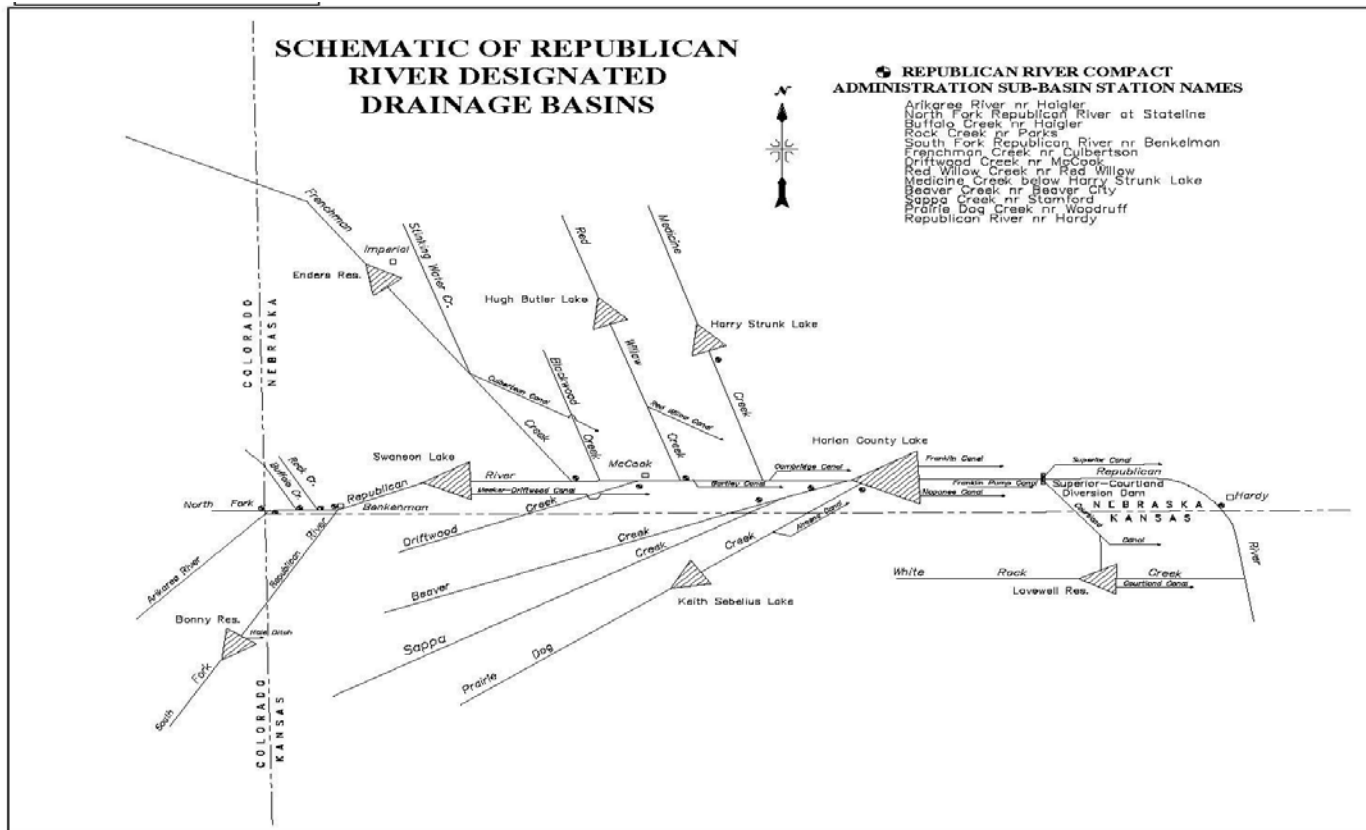 SCHEMATIC OF REPUBLICAN
RIVER DESIGNATED
DRAINAGE BASINS
N
REPUBLICAN RIVER COMPACT
ADMINISTRATION SUB-BASIN STATION NAMES
Arikaree River nr Haigler
North Fork Republican River at Stateline
Buffalo Creek nr Haigler
Rock Creek nr Parks
South Fork Republican River nr Benkelman
Frenchman Creek nr Culbertson
Driftwood Creek nr McCook
Red Willow Creek nr Red Willow
Medicine Creek below Harry Strunk Lake
Beaver Creek nr Beaver City
Sappa Creek nr Stamford
Prairie Dog Creek nr Woodruff
Republican River nr Hardy
Frenchman
Creek
Imperial
Enders Res.
Stinking Water Cr.
Culbertson Canal
Blackwood
Creek
Red
Willow
Creek
Hugh Butler Lake
Red Willow Canal
Medicine
Creek
Harry Strunk Lake
COLORADO
NEBRASKA
Swanson Lake
River
McCook
Harlan County Lake
Cambridge Canal
Bartley Canal
Meeker-Driftwood Canal
Franklin Canal
Franklin Pump Canal
Naponee Canal
Superior Canal
Republican
Superior-Courtland
Diversion Dam
Hardy
NEBRASKA
KANSAS
Rock Cr.
Buffalo Cr.
North Fork
Republican
Benkenman
Republican River
Arikaree River
Bonny Res.
Hale Ditch
South Fork
COLORADO
KANSAS
Driftwood Creek
Beaver Creek
Sappa Creek
Prairie Dog Creek
Almena Canal
Keith Sebelius Lake
Courtland
Canal
White Rock Creek
Lovewell Res.
Courtland Canal
River